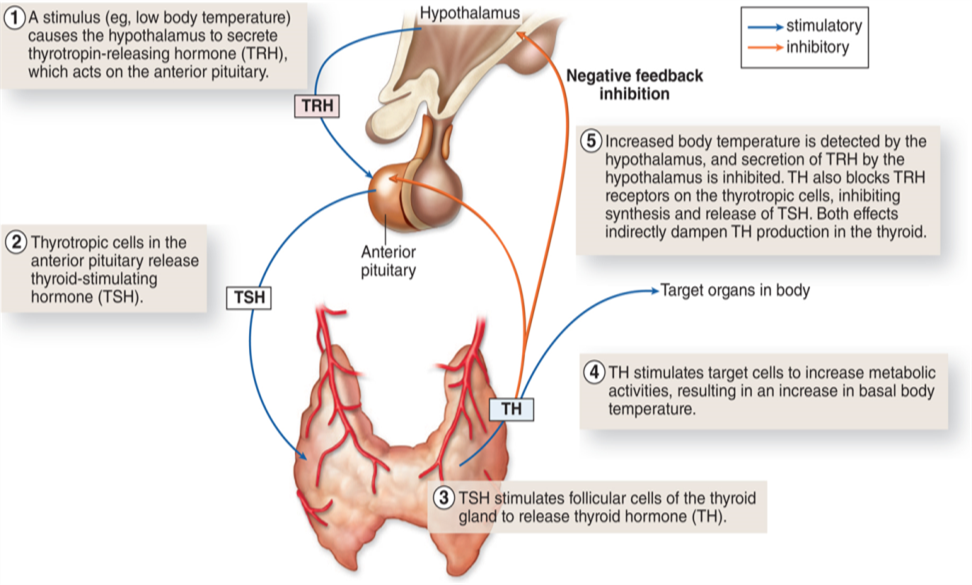 1 A stimulus (eg, low body temperature)
causes the hypothalamus to secrete
thyrotropin-releasing hormone (TRH),
which acts on the anterior pituitary.
Hypothalamus
stimulatory
inhibitory
Negative feedback
inhibition
TRH
5 Increased body temperature is detected by the
hypothalamus, and secretion of TRH by the
hypothalamus is inhibited. TH also blocks TRH
receptors on the thyrotropic cells, inhibiting
synthesis and release of TSH. Both effects
indirectly dampen TH production in the thyroid.
2 Thyrotropic cells in the
anterior pituitary release
thyroid-stimulating
hormone (TSH).
Anterior
pituitary
TSH
Target organs in body
4 TH stimulates target cells to increase metabolic
activities, resulting in an increase in basal body
temperature.
TH
3 TSH stimulates follicular cells of the thyroid
gland to release thyroid hormone (TH).